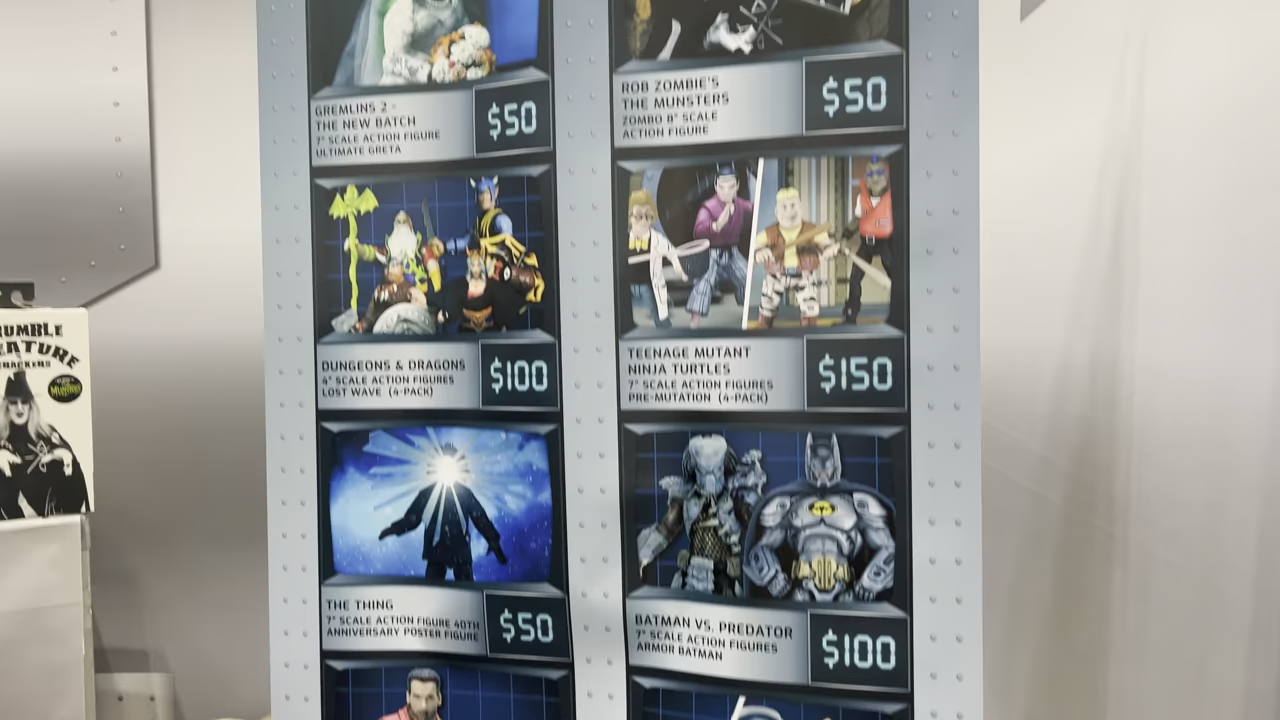 GREMLINS 2 -
THE NEW BATCH
7" SCALE ACTION FIGURE
ULTIMATE GRETA
$50
ROB ZOMBIE'S
THE MUNSTERS
ZOMBO 8" SCALE
ACTION FIGURE
$50
DUNGEONS & DRAGONS
4" SCALE ACTION FIGURES
LOST WAVE (4-PACK)
$100
TEENAGE MUTANT
NINJA TURTLES
7" SCALE ACTION FIGURES
PRE-MUTATION (4-PACK)
$150
THE THING
7" SCALE ACTION FIGURE 40TH
ANNIVERSARY POSTER FIGURE
$50
BATMAN VS. PREDATOR
7" SCALE ACTION FIGURES
ARMOR BATMAN
$100
RUMBLE
EATURE
RACKERS
MUNSTERS